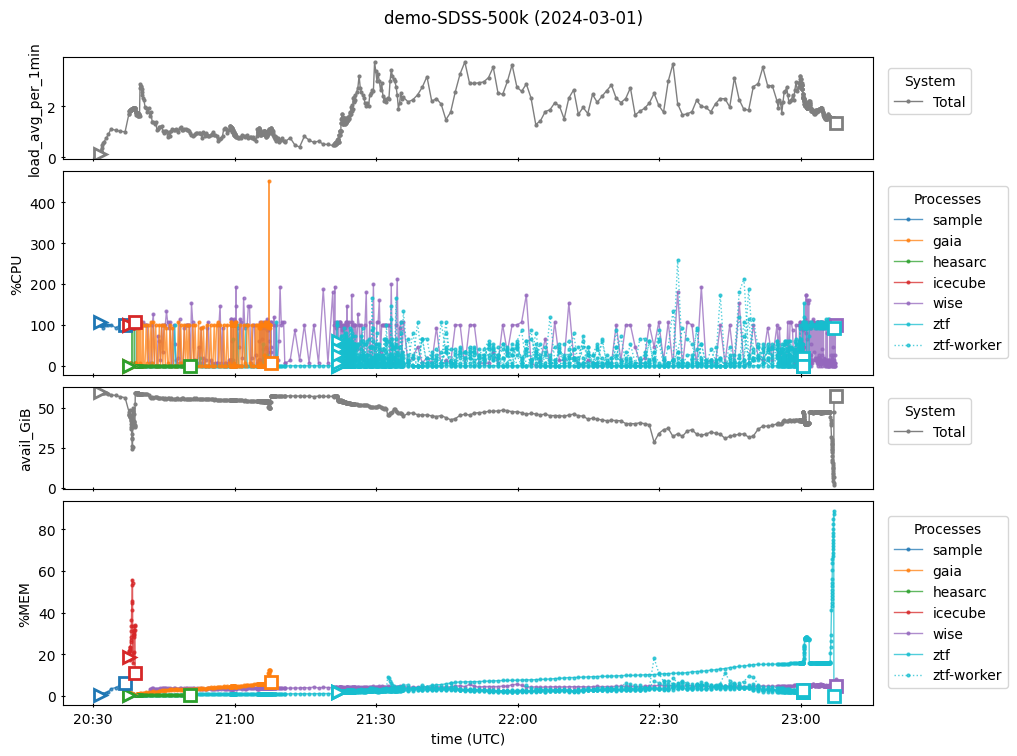 demo-SDSS-500k (2024-03-01)
load_avg_per_1min
2
0
System
Total
%CPU
400
300
200
100
0
Processes
sample
gaia
heasarc
icecube
wise
ztf
ztf-worker
avail_GiB
50
25
0
System
Total
%MEM
80
60
40
20
0
Processes
sample
gaia
heasarc
icecube
wise
ztf
ztf-worker
20:30 21:00 21:30 22:00 22:30 23:00
time (UTC)